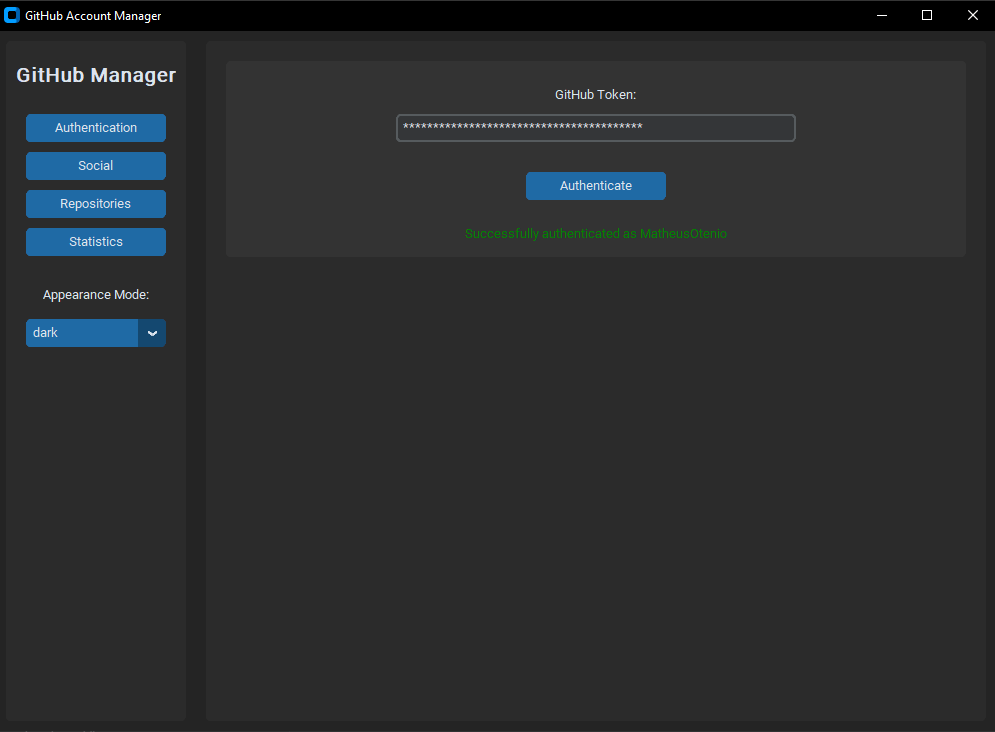 GitHub Account Manager
GitHub Manager
Authentication
Social
Repositories
Statistics
Appearance Mode:
dark
GitHub Token:
****************************************
Authenticate
Successfully authenticated as MatheusOtenio